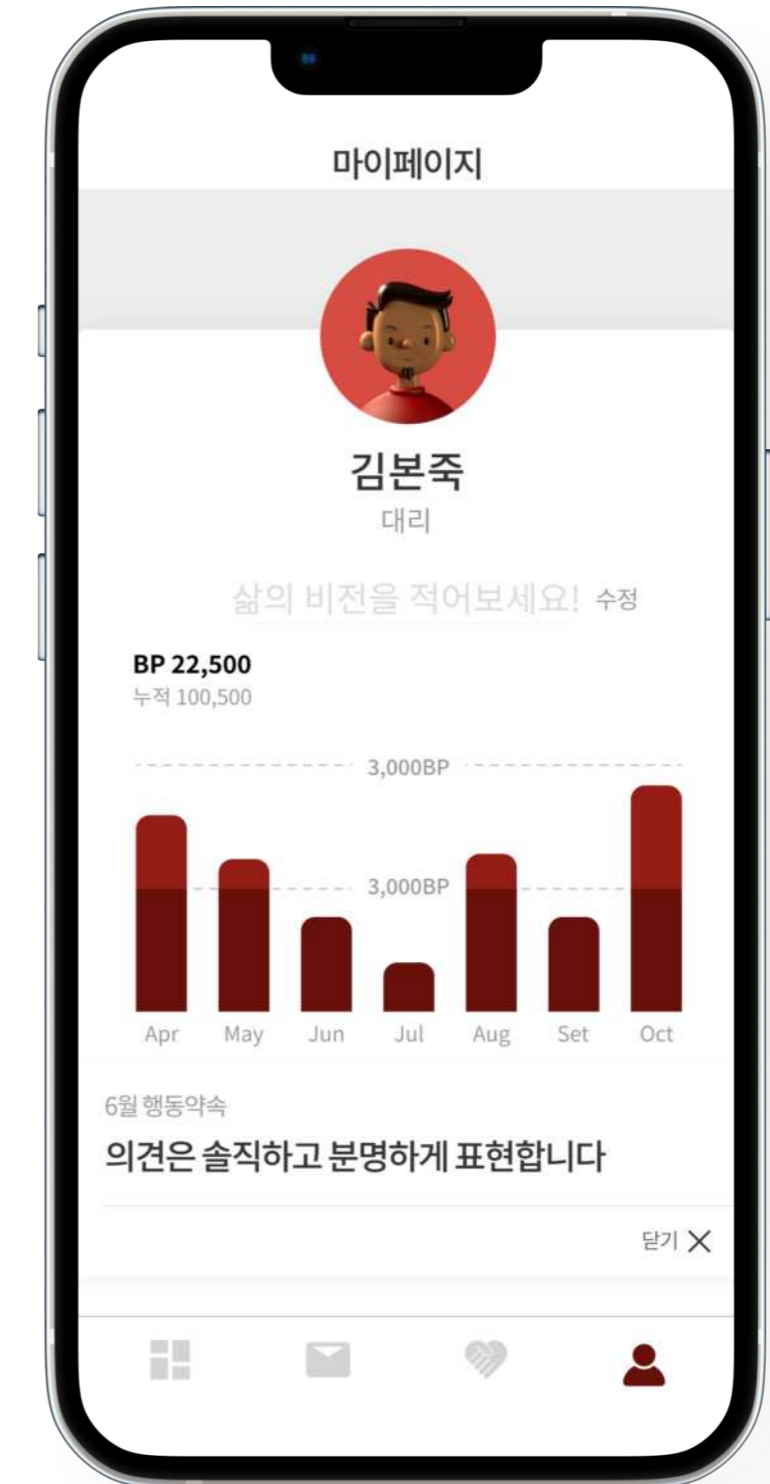 마이페이지
김본죽
대리
삶의 비전을 적어보세요! 수정
BP 22,500
누적 100,500
3,000BP
3,000BP
Apr May Jun Jul Aug Set Oct
6월 행동약속
의견은 솔직하고 분명하게 표현합니다
닫기